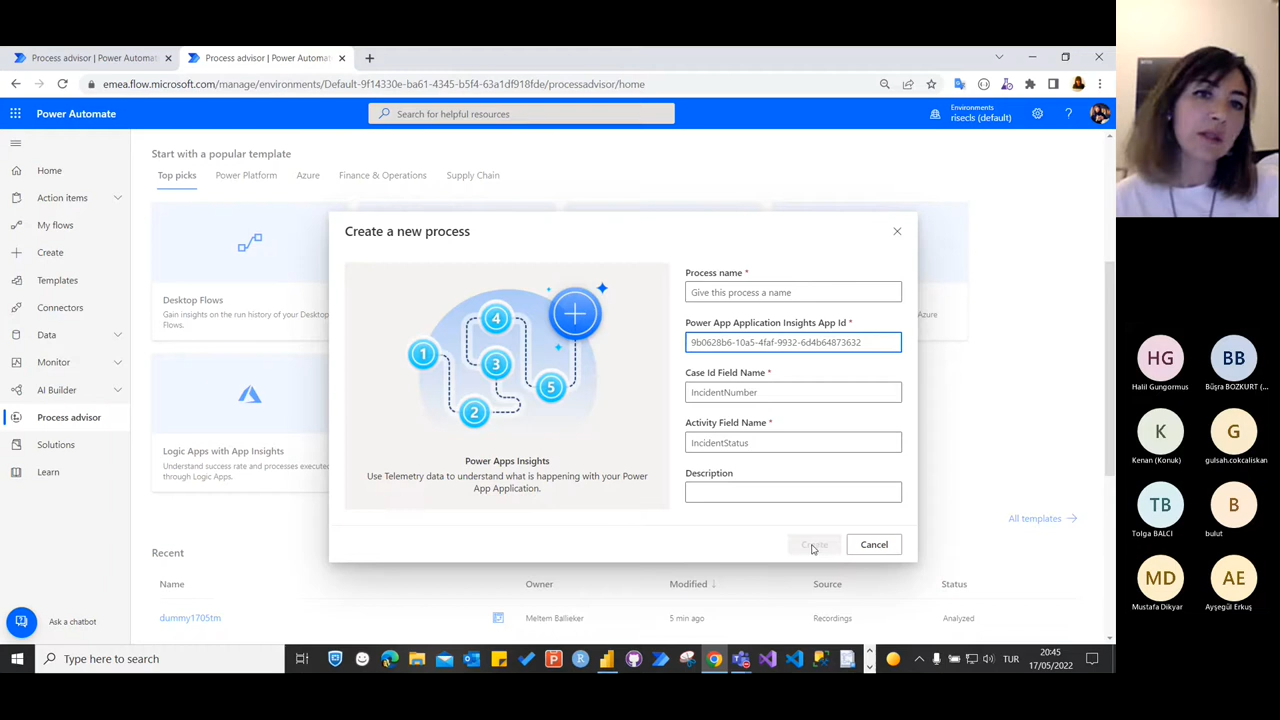 Process advisor | Power Automat
Process advisor | Power Automat
emea.flow.microsoft.com/manage/environments/Default-9f14330e-ba61-4345-b5f4-63a1df918fde/processadvisor/home
Power Automate
Search for helpful resources
Environments
risecls (default)
Home
Action items
My flows
Create
Templates
Connectors
Data
Monitor
AI Builder
Process advisor
Solutions
Learn
Ask a chatbot
Start with a popular template
Top picks
Power Platform
Azure
Finance & Operations
Supply Chain
Desktop Flows
Gain insights on the run history of your Desktop
Flows.
Azure
Logic Apps with App Insights
Understand success rate and processes executed
through Logic Apps.
All templates
Create a new process
1
2
3
4
5
Power Apps Insights
Use Telemetry data to understand what is happening with your Power
App Application.
Process name *
Give this process a name
Power App Application Insights App Id *
9b0628b6-10a5-4faf-9932-6d4b64873632
Case Id Field Name *
IncidentNumber
Activity Field Name *
IncidentStatus
Description
Create
Cancel
Recent
Name
Owner
Modified
Source
Status
dummy1705tm
Meltem Ballieker
5 min ago
Recordings
Analyzed
Type here to search
TUR
20:45
17/05/2022
HG
Halil Gungormus
BB
Büşra BOZKURT (...
K
Kenan (Konuk)
G
gulsah.cokcaliskan
TB
Tolga BALCI
B
bulut
MD
Mustafa Dikyar
AE
Ayşegül Erkuş